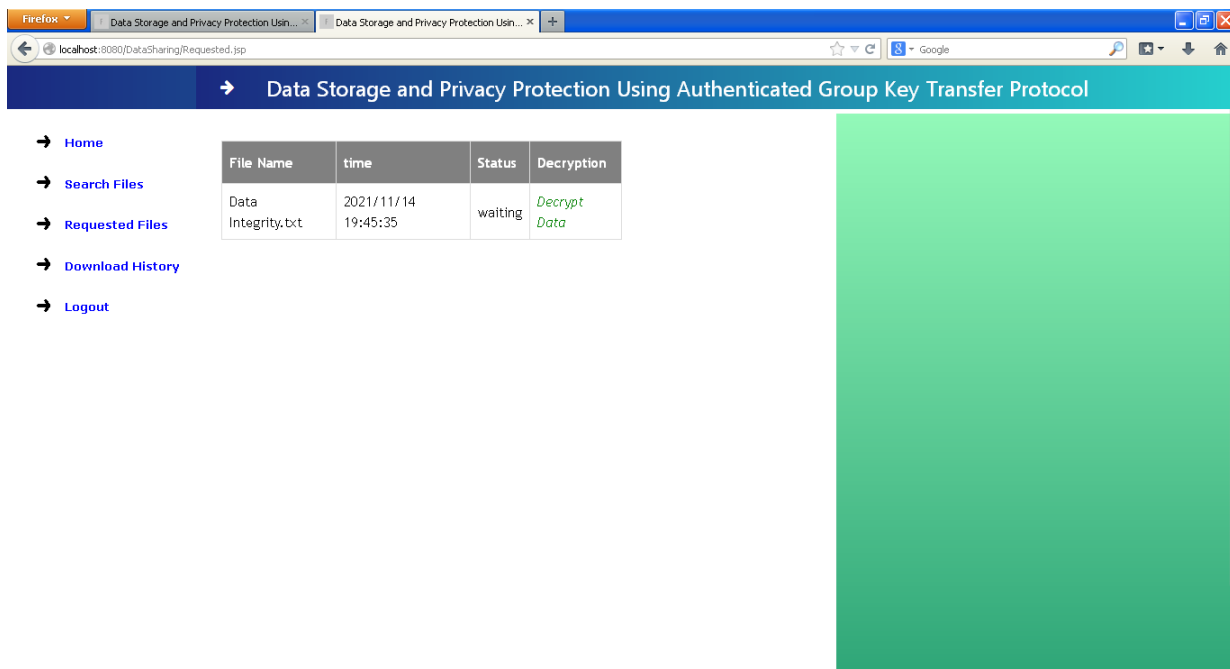 Firefox
Data Storage and Privacy Protection Usin... ×
Data Storage and Privacy Protection Usin... ×
localhost:8080/DataSharing/Requested.jsp
Google
Data Storage and Privacy Protection Using Authenticated Group Key Transfer Protocol
Home
Search Files
Requested Files
Download History
Logout
File Name time Status Decryption
Data Integrity.txt 2021/11/14 19:45:35 waiting Decrypt Data